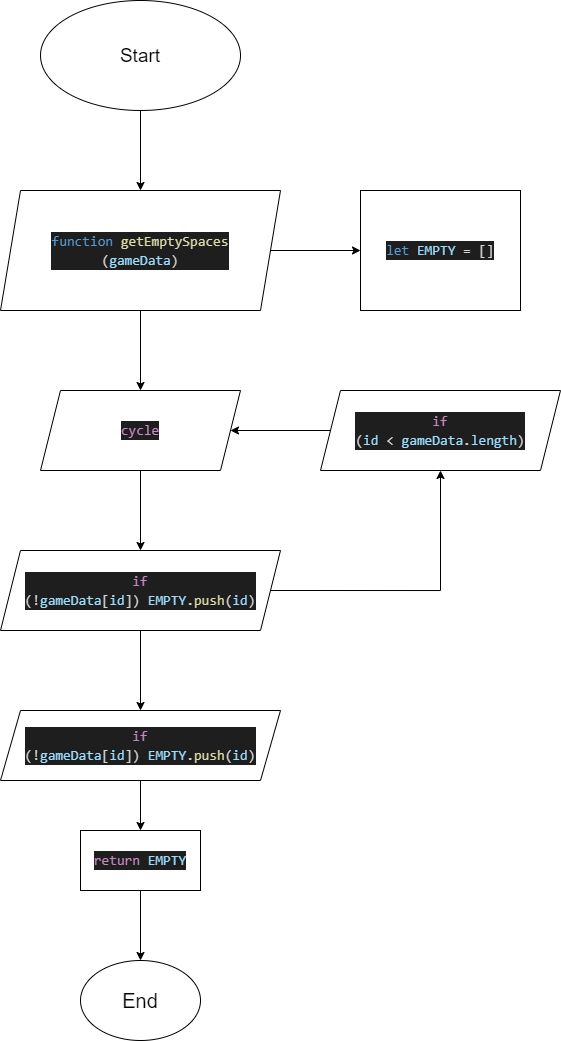 Start
function getEmptySpaces
(gameData)
let EMPTY = []
cycle
if
(id < gameData.length)
if
(!gameData[id]) EMPTY.push(id)
if
(!gameData[id]) EMPTY.push(id)
return EMPTY
End